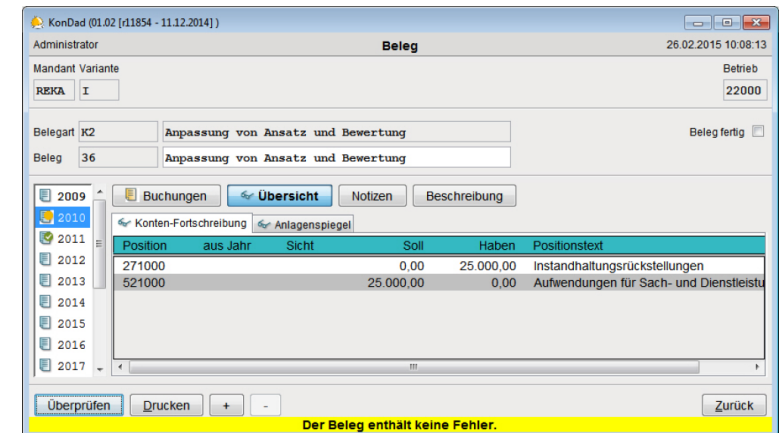 KonDad (01.02 [r11854 - 11.12.2014] )
Administrator Beleg 26.02.2015 10:08:13
Mandant Variante Betrieb
REKA I 22000
Belegart K2 Anpassung von Ansatz und Bewertung Beleg fertig
Beleg 36 Anpassung von Ansatz und Bewertung
2009 Buchungen Übersicht Notizen Beschreibung
2010 Konten-Fortschreibung Anlagenspiegel
2011 Position aus Jahr Sicht Soll Haben Positionstext
2012 271000 0,00 25.000,00 Instandhaltungsrückstellungen
2013 521000 25.000,00 0,00 Aufwendungen für Sach- und Dienstleistu
2014
2015
2016
2017
Überprüfen Drucken + - Zurück
Der Beleg enthält keine Fehler.